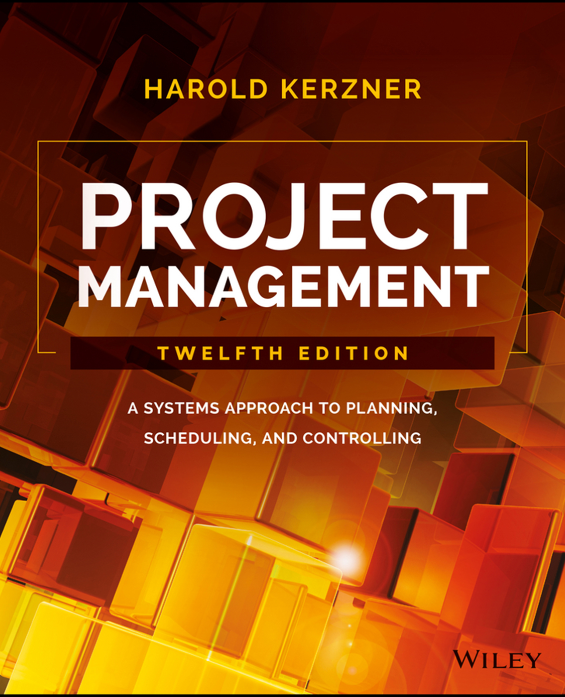 HAROLD KERZNER
PROJECT
MANAGEMENT
TWELFTH EDITION
A SYSTEMS APPROACH TO PLANNING,
SCHEDULING, AND CONTROLLING
WILEY